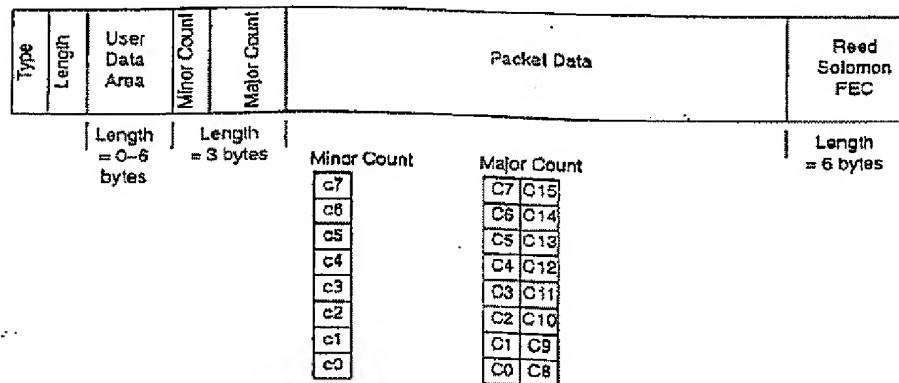 Type
Length
User
Data
Area
Minor Count
Major Count
Packet Data
Reed
Solomon
FEC
Length
= 0–6
bytes
Length
= 3 bytes
Length
= 6 bytes
Minor Count
c7
c6
c5
c4
c3
c2
c1
c0
Major Count
C7 C15
C6 C14
C5 C13
C4 C12
C3 C11
C2 C10
C1 C9
C0 C8